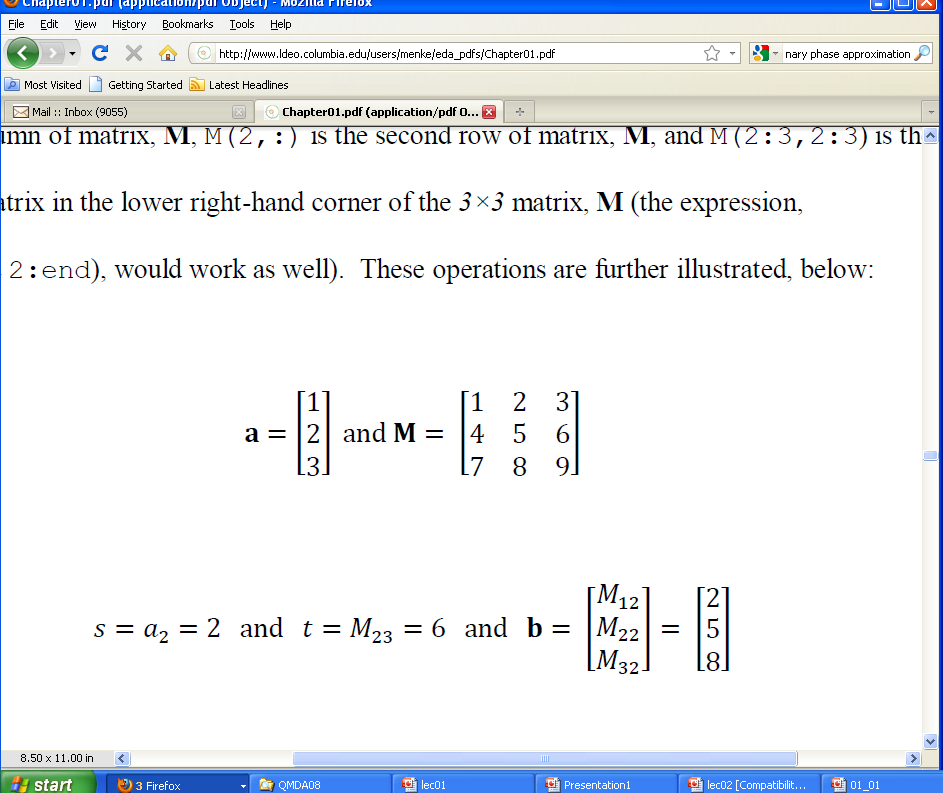 Chapter01.pdf (application/pdf Object) - Mozilla Firefox
File Edit View History Bookmarks Tools Help
http://www.ldeo.columbia.edu/users/menke/eda_pdfs/Chapter01.pdf
nary phase approximation
Most Visited Getting Started Latest Headlines
Mail :: Inbox (9055) Chapter01.pdf (application/pdf O...
umn of matrix, M, M(2,:) is the second row of matrix, M, and M(2:3,2:3) is th
atrix in the lower right-hand corner of the 3×3 matrix, M (the expression,
2:end), would work as well). These operations are further illustrated, below:
a = [1 2 3] and M = [1 2 3
4 5 6
7 8 9]
s = a₂ = 2 and t = M₂₃ = 6 and b = [M₁₂ M₂₂ M₃₂] = [2 5 8]
8.50 x 11.00 in
start 3 Firefox QMDA08 lec01 Presentation1 lec02 [Compatibilit... 01_01